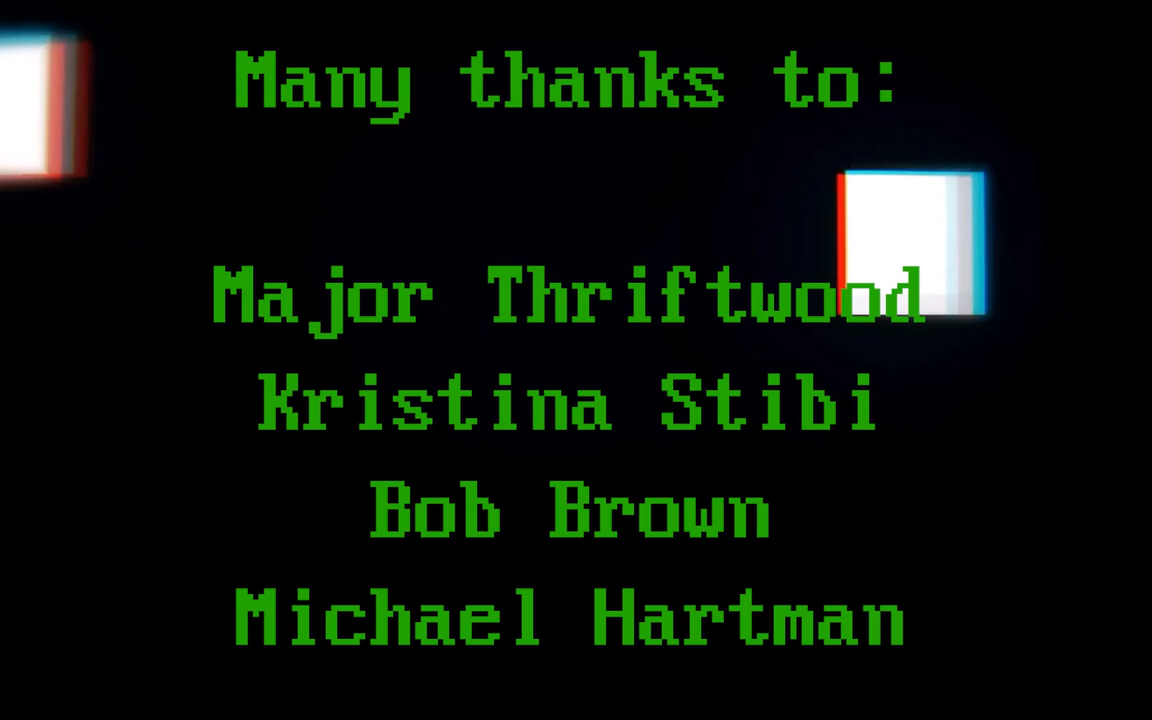 Many thanks to:
Major Thriftwood
Kristina Stibi
Bob Brown
Michael Hartman